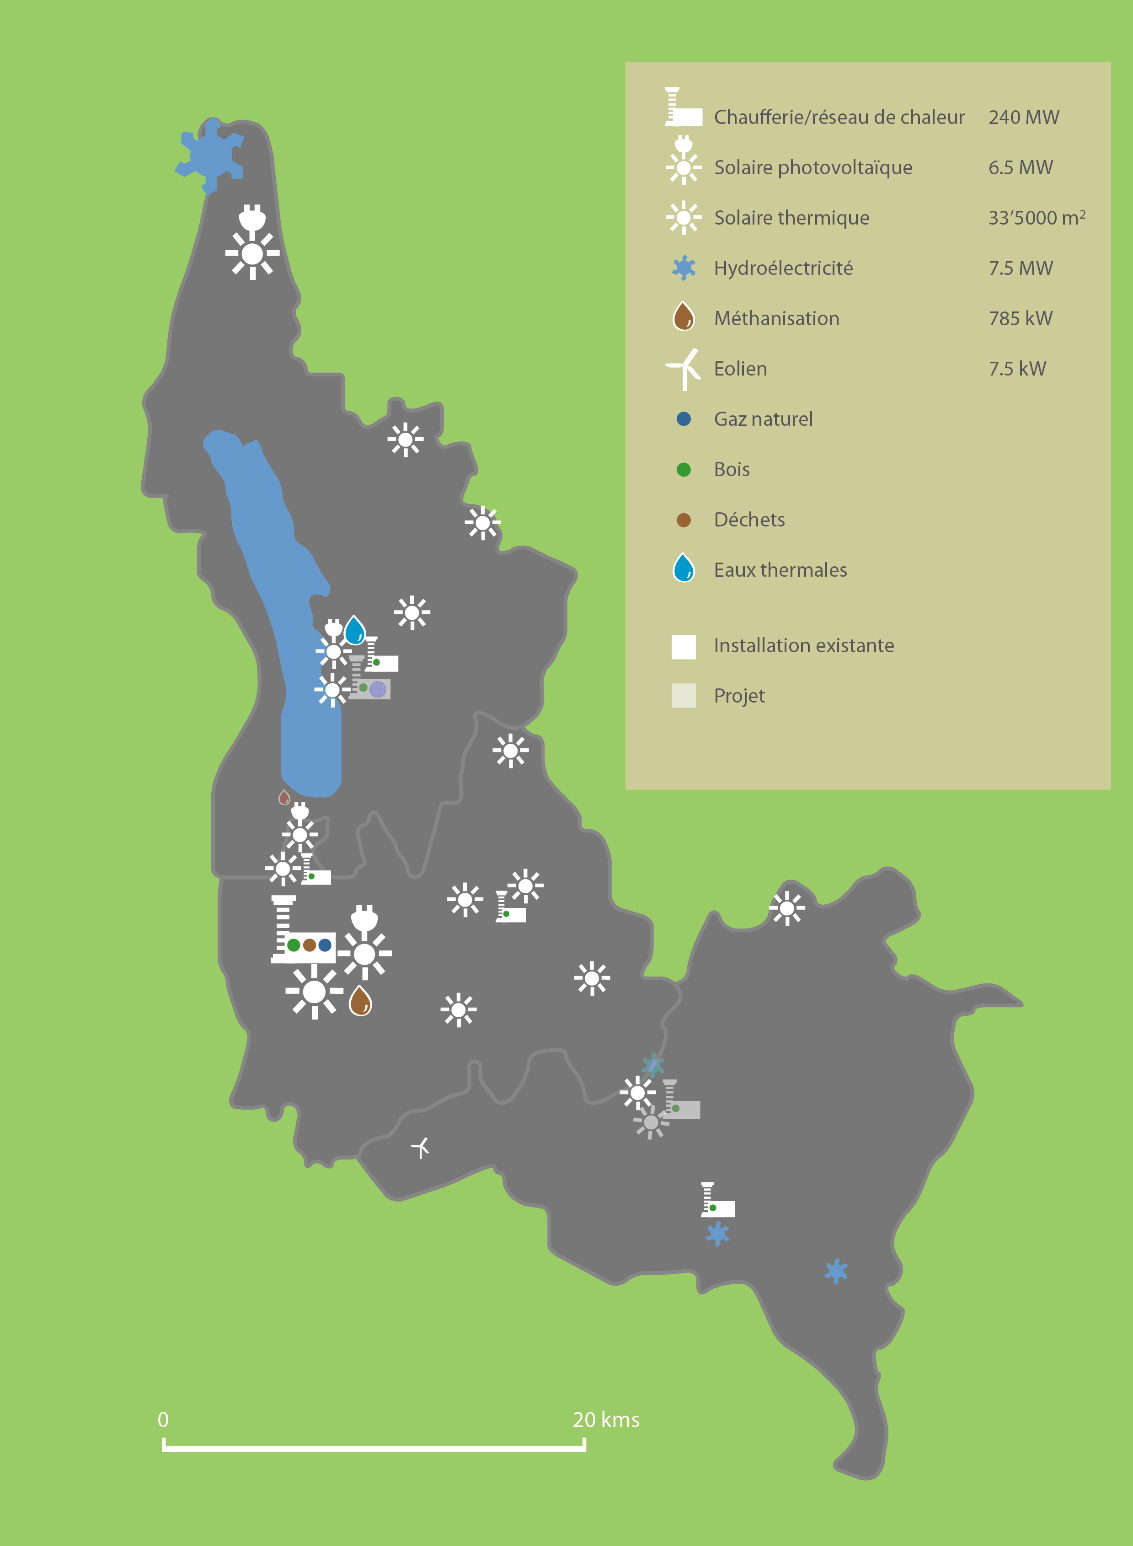 Chaufferie/réseau de chaleur 240 MW
Solaire photovoltaïque 6.5 MW
Solaire thermique 33’5000 m²
Hydroélectricité 7.5 MW
Méthanisation 785 kW
Eolien 7.5 kW
Gaz naturel
Bois
Déchets
Eaux thermales
Installation existante
Projet
0 20 kms